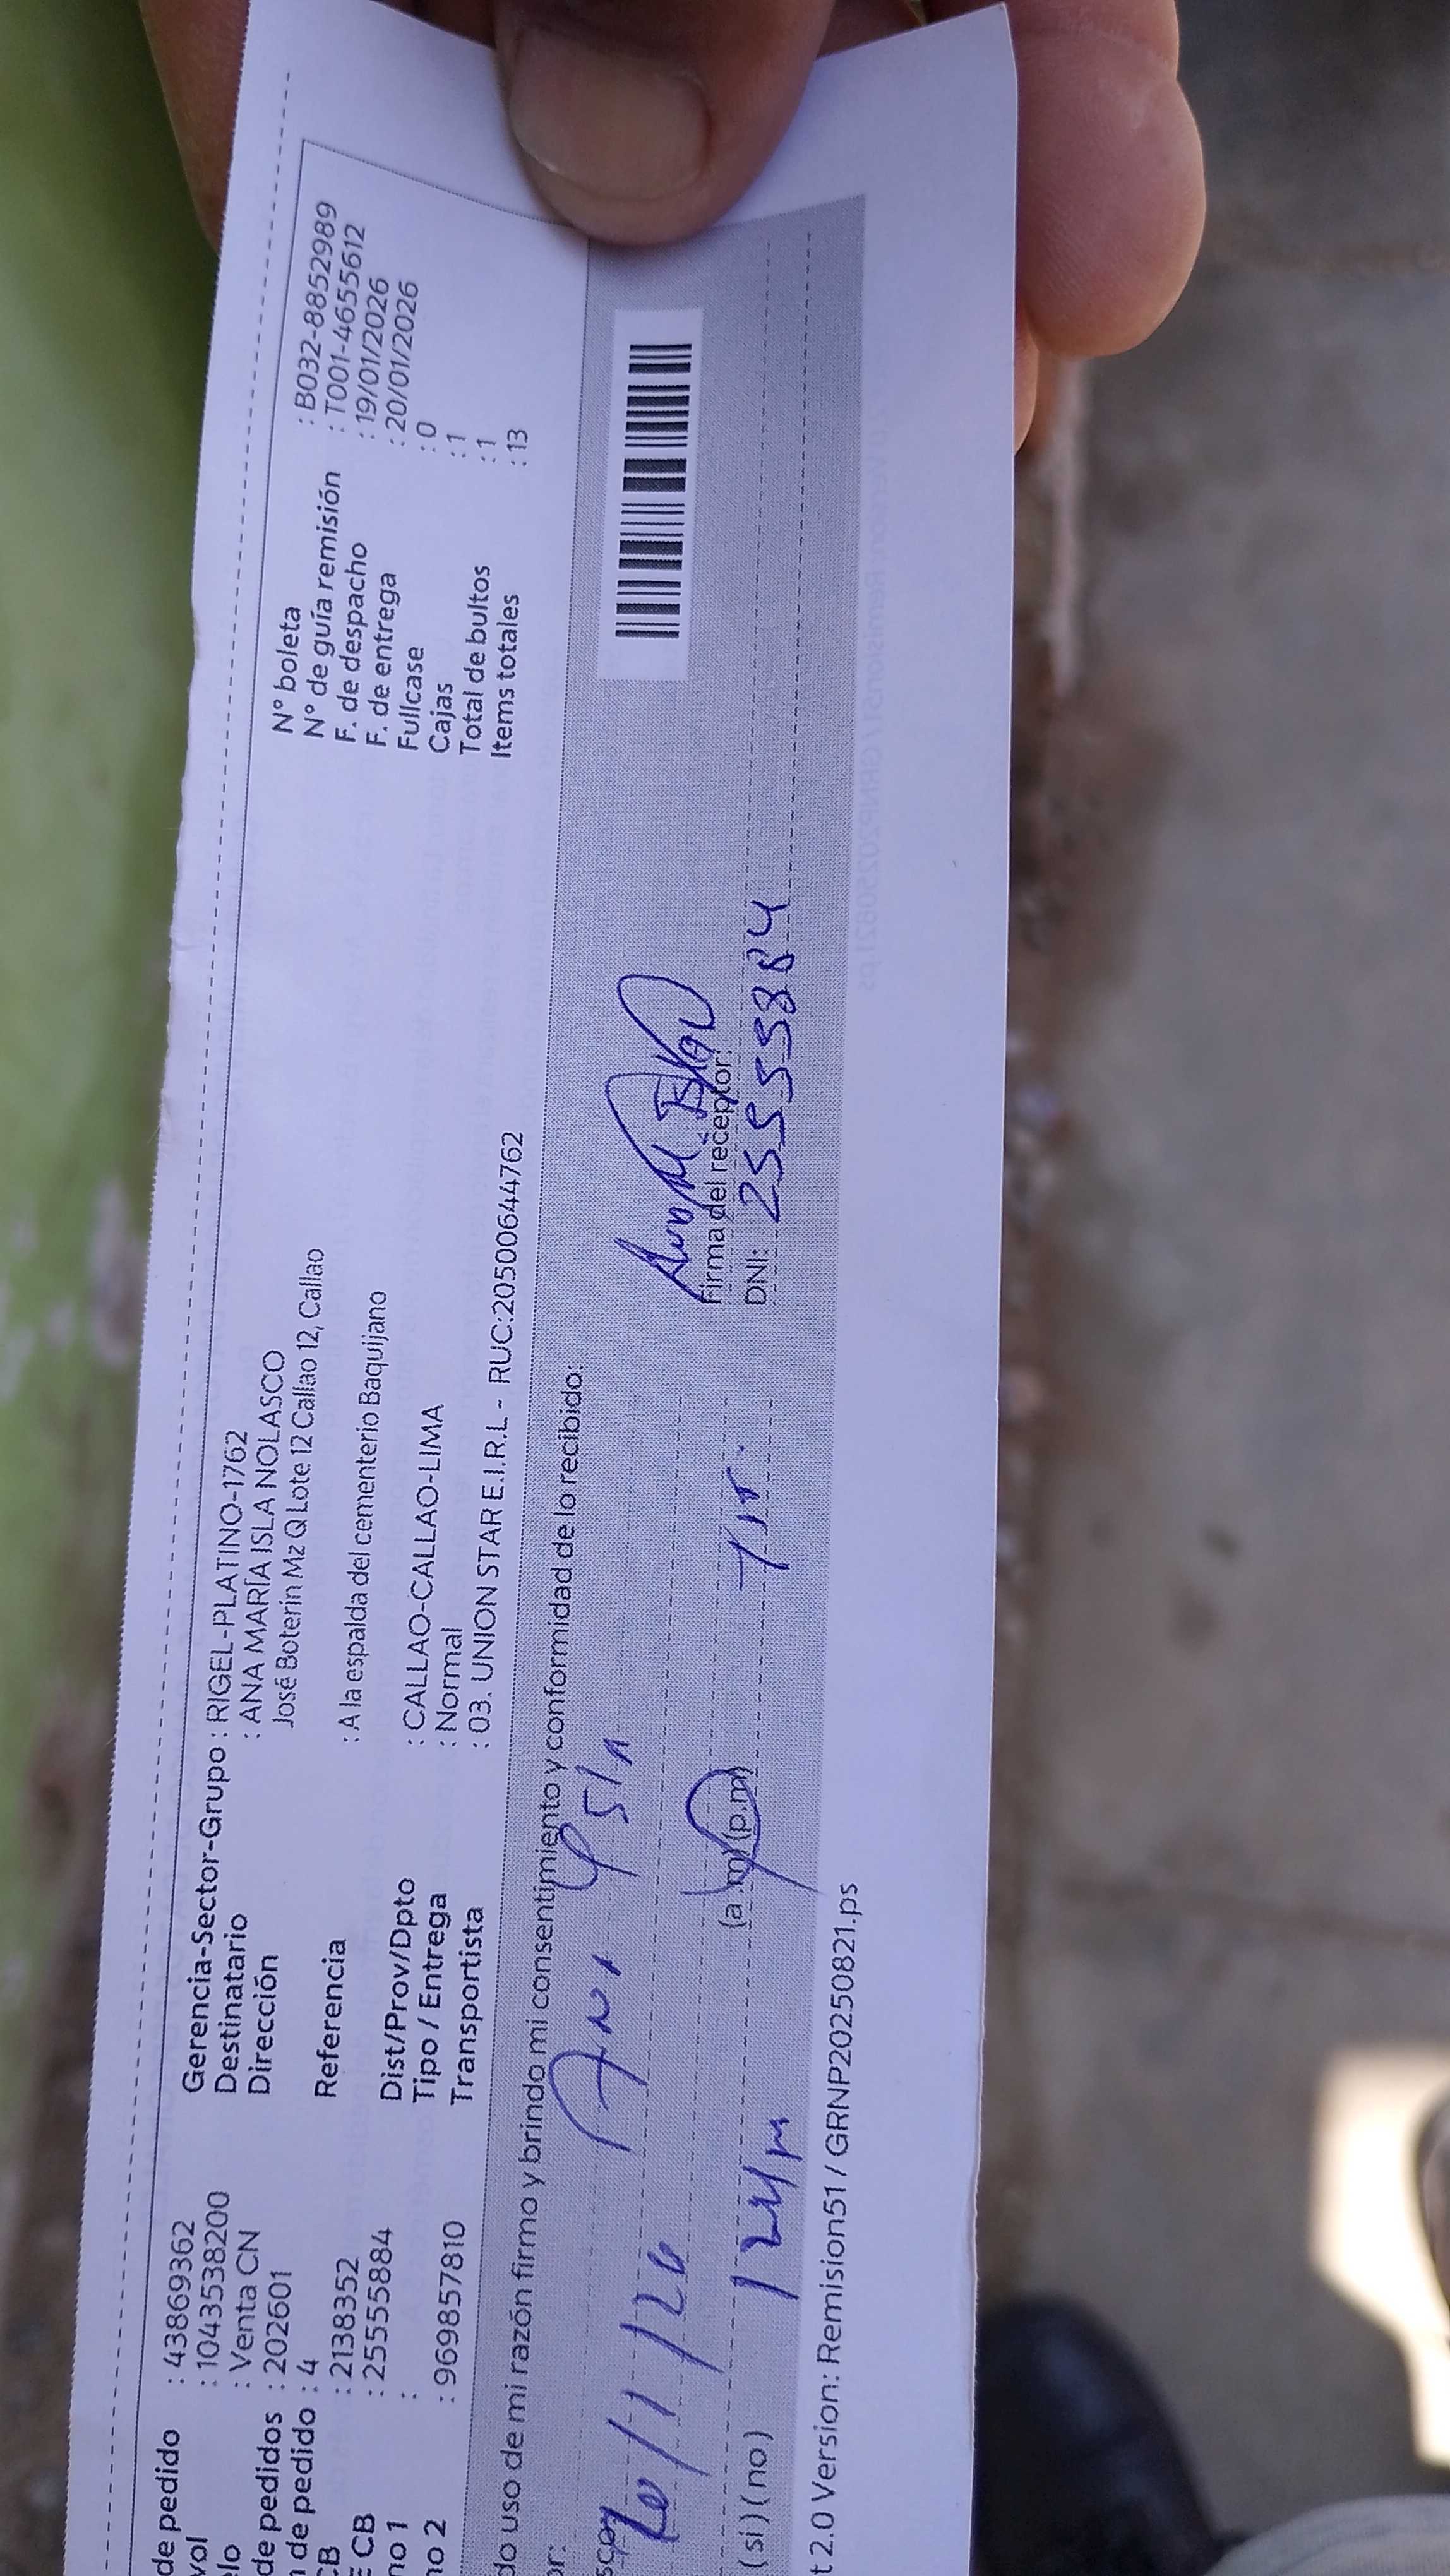 de pedido : 43869362
vol : 1043538200
lo : Venta CN
de pedidos : 202601
n de pedido : 4
CB : 2138352
E CB : 25555884
no 1 :
no 2 : 969857810
Gerencia-Sector-Grupo : RIGEL-PLATINO-1762
Destinatario : ANA MARÍA ISLA NOLASCO
Dirección José Boterín Mz Q Lote 12 Callao 12, Callao
Referencia : A la espalda del cementerio Baquijano
Dist/Prov/Dpto : CALLAO-CALLAO-LIMA
Tipo / Entrega : Normal
Transportista : 03. UNION STAR E.I.R.L - RUC:20500644762
N° boleta : B032-8852989
N° de guía remisión : T001-4655612
F. de despacho : 19/01/2026
F. de entrega : 20/01/2026
Fullcase : 0
Cajas : 1
Total de bultos : 1
Items totales : 13
do uso de mi razón firmo y brindo mi consentimiento y conformidad de lo recibido:
or: Ana Isla
20/1/26 (a.m) (p.m)
Firma del receptor:
(si) (no) DNI: 25555884
t 2.0 Version: Remision51 / GRNP20250821.ps